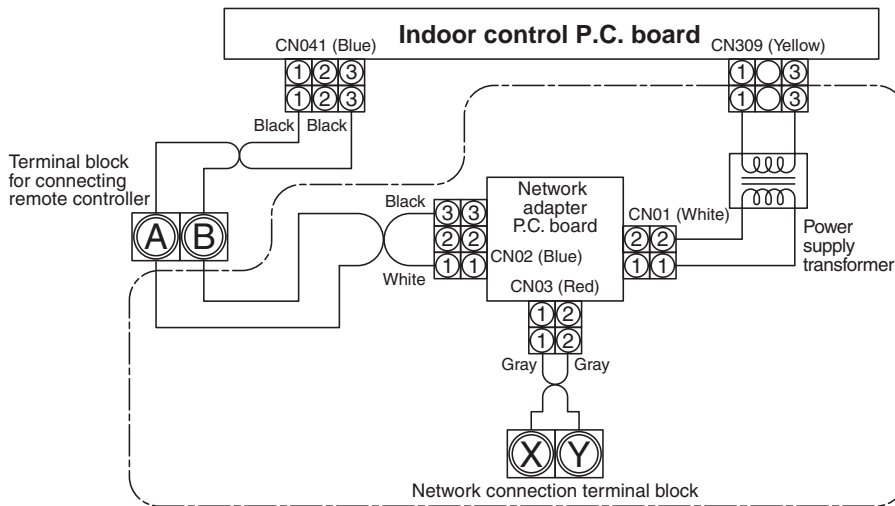 Indoor control P.C. board
CN041 (Blue)
CN309 (Yellow)
1 2 3
1 2 3
1 3
1 3
Black Black
Terminal block
for connecting
remote controller
A B
Black
White
3 3
2 2
1 1
Network
adapter
P.C. board
CN02 (Blue)
CN03 (Red)
CN01 (White)
2 2
1 1
Power
supply
transformer
1 2
1 2
Gray Gray
X Y
Network connection terminal block